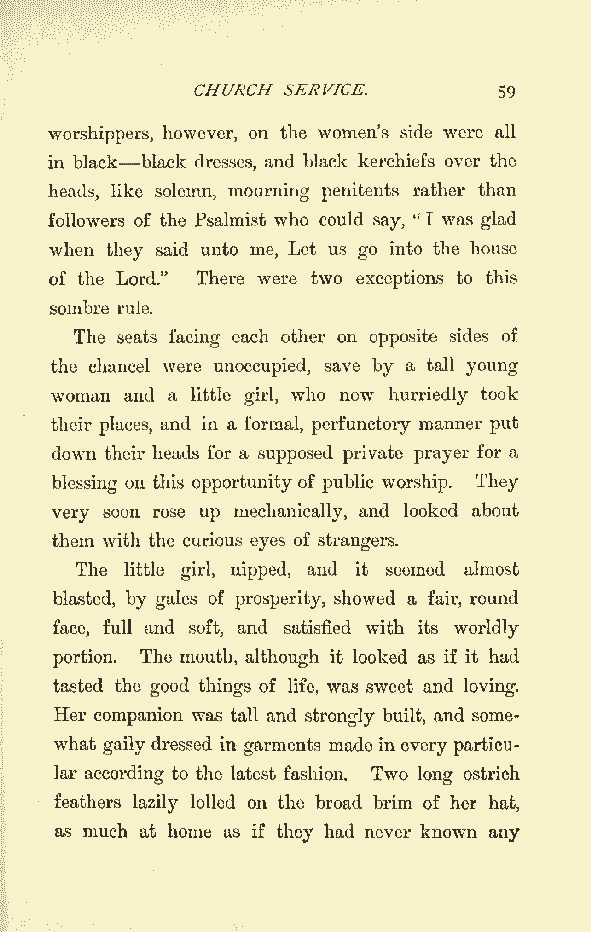 CHURCH SERVICE. 59
worshippers, however, on the women's side were all
in black—black dresses, and black kerchiefs over the
heads, like solemn, mourning penitents rather than
followers of the Psalmist who could say, "I was glad
when they said unto me, Let us go into the house
of the Lord." There were two exceptions to this
sombre rule.
The seats facing each other on opposite sides of
the chancel were unoccupied, save by a tall young
woman and a little girl, who now hurriedly took
their places, and in a formal, perfunctory manner put
down their heads for a supposed private prayer for a
blessing on this opportunity of public worship. They
very soon rose up mechanically, and looked about
them with the curious eyes of strangers.
The little girl, nipped, and it seemed almost
blasted, by gales of prosperity, showed a fair, round
face, full and soft, and satisfied with its worldly
portion. The mouth, although it looked as if it had
tasted the good things of life, was sweet and loving.
Her companion was tall and strongly built, and some-
what gaily dressed in garments made in every particu-
lar according to the latest fashion. Two long ostrich
feathers lazily lolled on the broad brim of her hat,
as much at home as if they had never known any